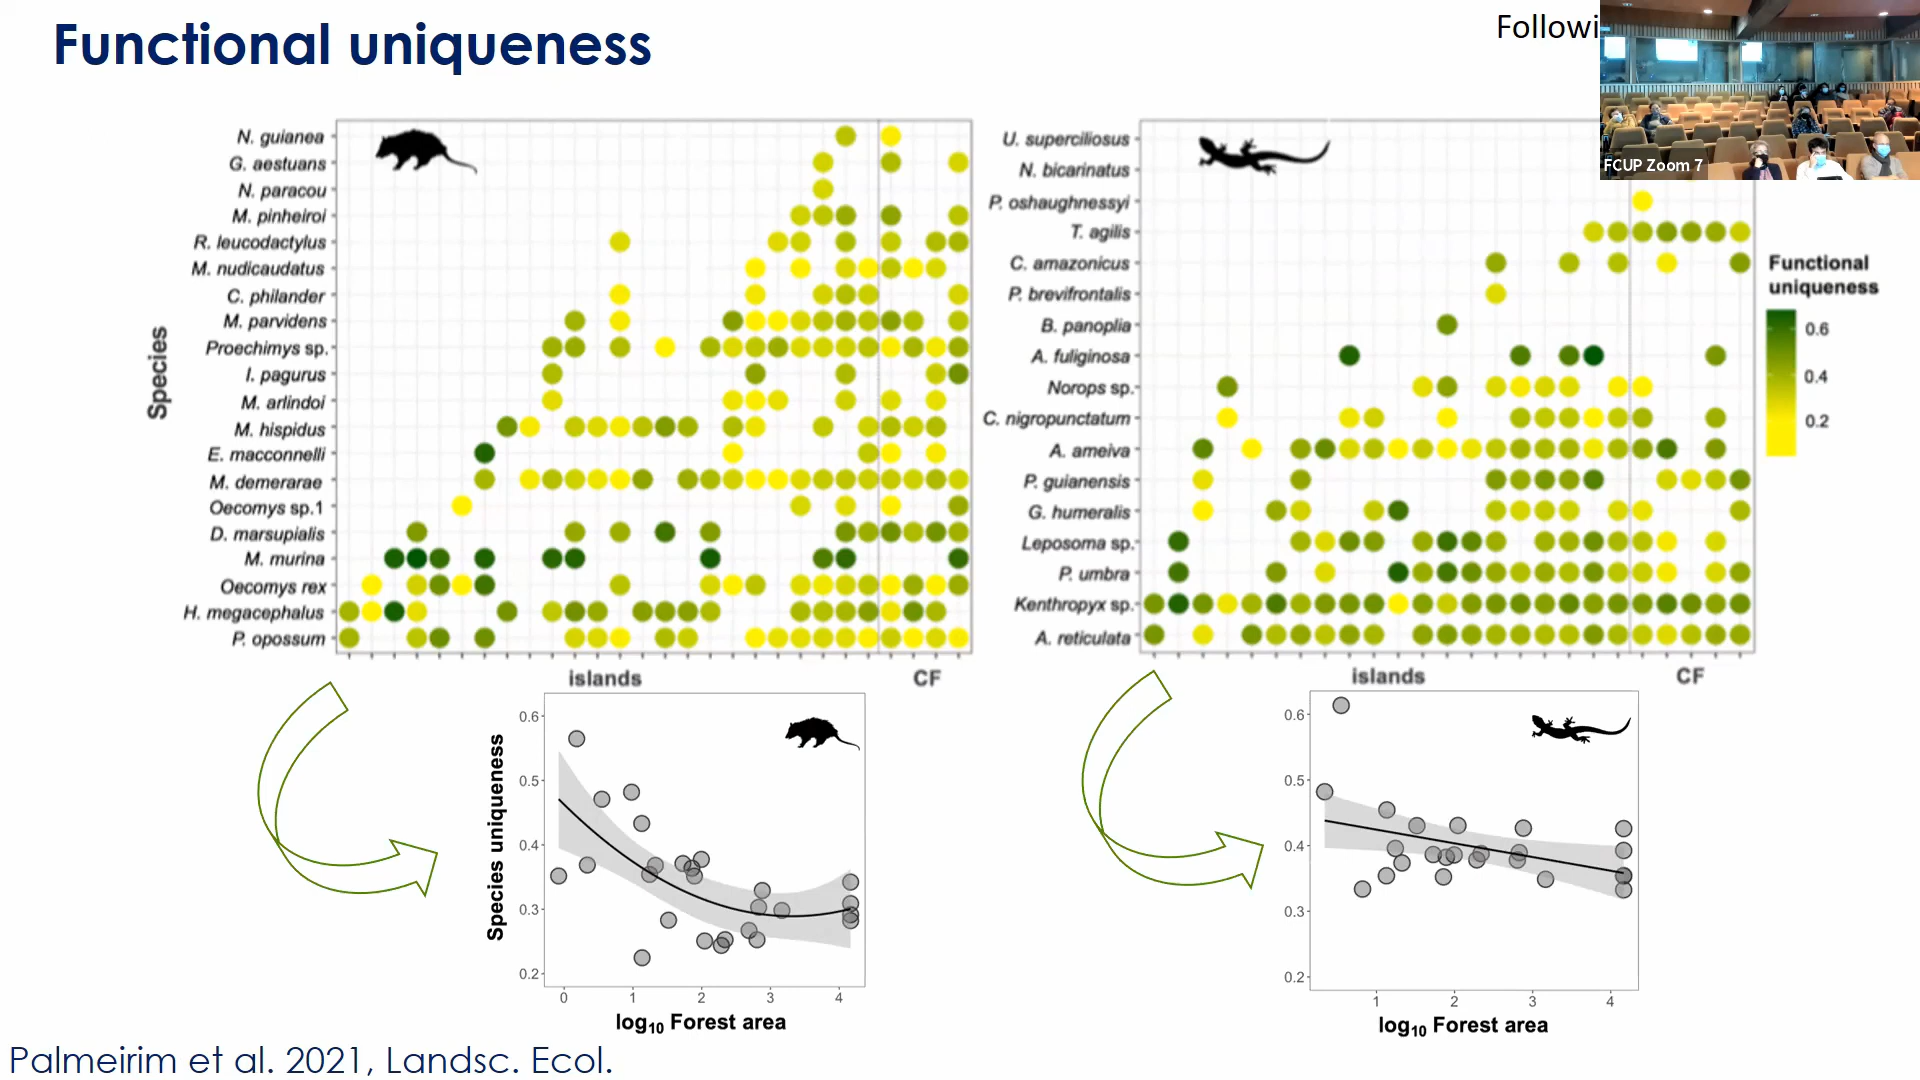 Functional uniqueness
Followi
FCUP Zoom 7
Species
N. guianea
G. aestuans
N. paracou
M. pinheiroi
R. leucodactylus
M. nudicaudatus
C. philander
M. parvidens
Proechimys sp.
I. pagurus
M. arlindoi
M. hispidus
E. macconnelli
M. demerarae
Oecomys sp.1
D. marsupialis
M. murina
Oecomys rex
H. megacephalus
P. opossum
islands CF
U. superciliosus
N. bicarinatus
P. oshaughnessyi
T. agilis
C. amazonicus
P. brevifrontalis
B. panoplia
A. fuliginosa
Norops sp.
C. nigropunctatum
A. ameiva
P. guianensis
G. humeralis
Leposoma sp.
P. umbra
Kenthropyx sp.
A. reticulata
islands CF
Functional
uniqueness
0.6
0.4
0.2
Species uniqueness
0.6
0.5
0.4
0.3
0.2
0 1 2 3 4
log10 Forest area
0.6
0.5
0.4
0.3
0.2
1 2 3 4
log10 Forest area
Palmeirim et al. 2021, Landsc. Ecol.